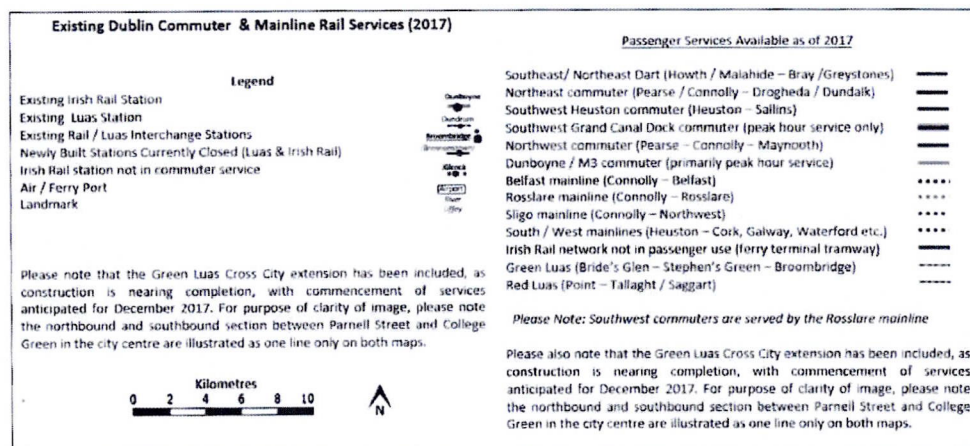 Existing Dublin Commuter & Mainline Rail Services (2017)
Legend
Existing Irish Rail Station Dunboyne
Existing Luas Station Dundrum
Existing Rail / Luas Interchange Stations Broombridge
Newly Built Stations Currently Closed (Luas & Irish Rail)
Irish Rail station not in commuter service
Air / Ferry Port Airport
Landmark River
Liffey
Please note that the Green Luas Cross City extension has been included, as
construction is nearing completion, with commencement of services
anticipated for December 2017. For purpose of clarity of image, please note
the northbound and southbound section between Parnell Street and College
Green in the city centre are illustrated as one line only on both maps.
Kilometres
0 2 4 6 8 10
N
Passenger Services Available as of 2017
Southeast/ Northeast Dart (Howth / Malahide – Bray /Greystones)
Northeast commuter (Pearse / Connolly – Drogheda / Dundalk)
Southwest Heuston commuter (Heuston – Sallins)
Southwest Grand Canal Dock commuter (peak hour service only)
Northwest commuter (Pearse – Connolly – Maynooth)
Dunboyne / M3 commuter (primarily peak hour service)
Belfast mainline (Connolly – Belfast)
Rosslare mainline (Connolly – Rosslare)
Sligo mainline (Connolly – Northwest)
South / West mainlines (Heuston – Cork, Galway, Waterford etc.)
Irish Rail network not in passenger use (ferry terminal tramway)
Green Luas (Bride's Glen – Stephen's Green – Broombridge)
Red Luas (Point – Tallaght / Saggart)
Please Note: Southwest commuters are served by the Rosslare mainline
Please also note that the Green Luas Cross City extension has been included, as
construction is nearing completion, with commencement of services
anticipated for December 2017. For purpose of clarity of image, please note
the northbound and southbound section between Parnell Street and College
Green in the city centre are illustrated as one line only on both maps.